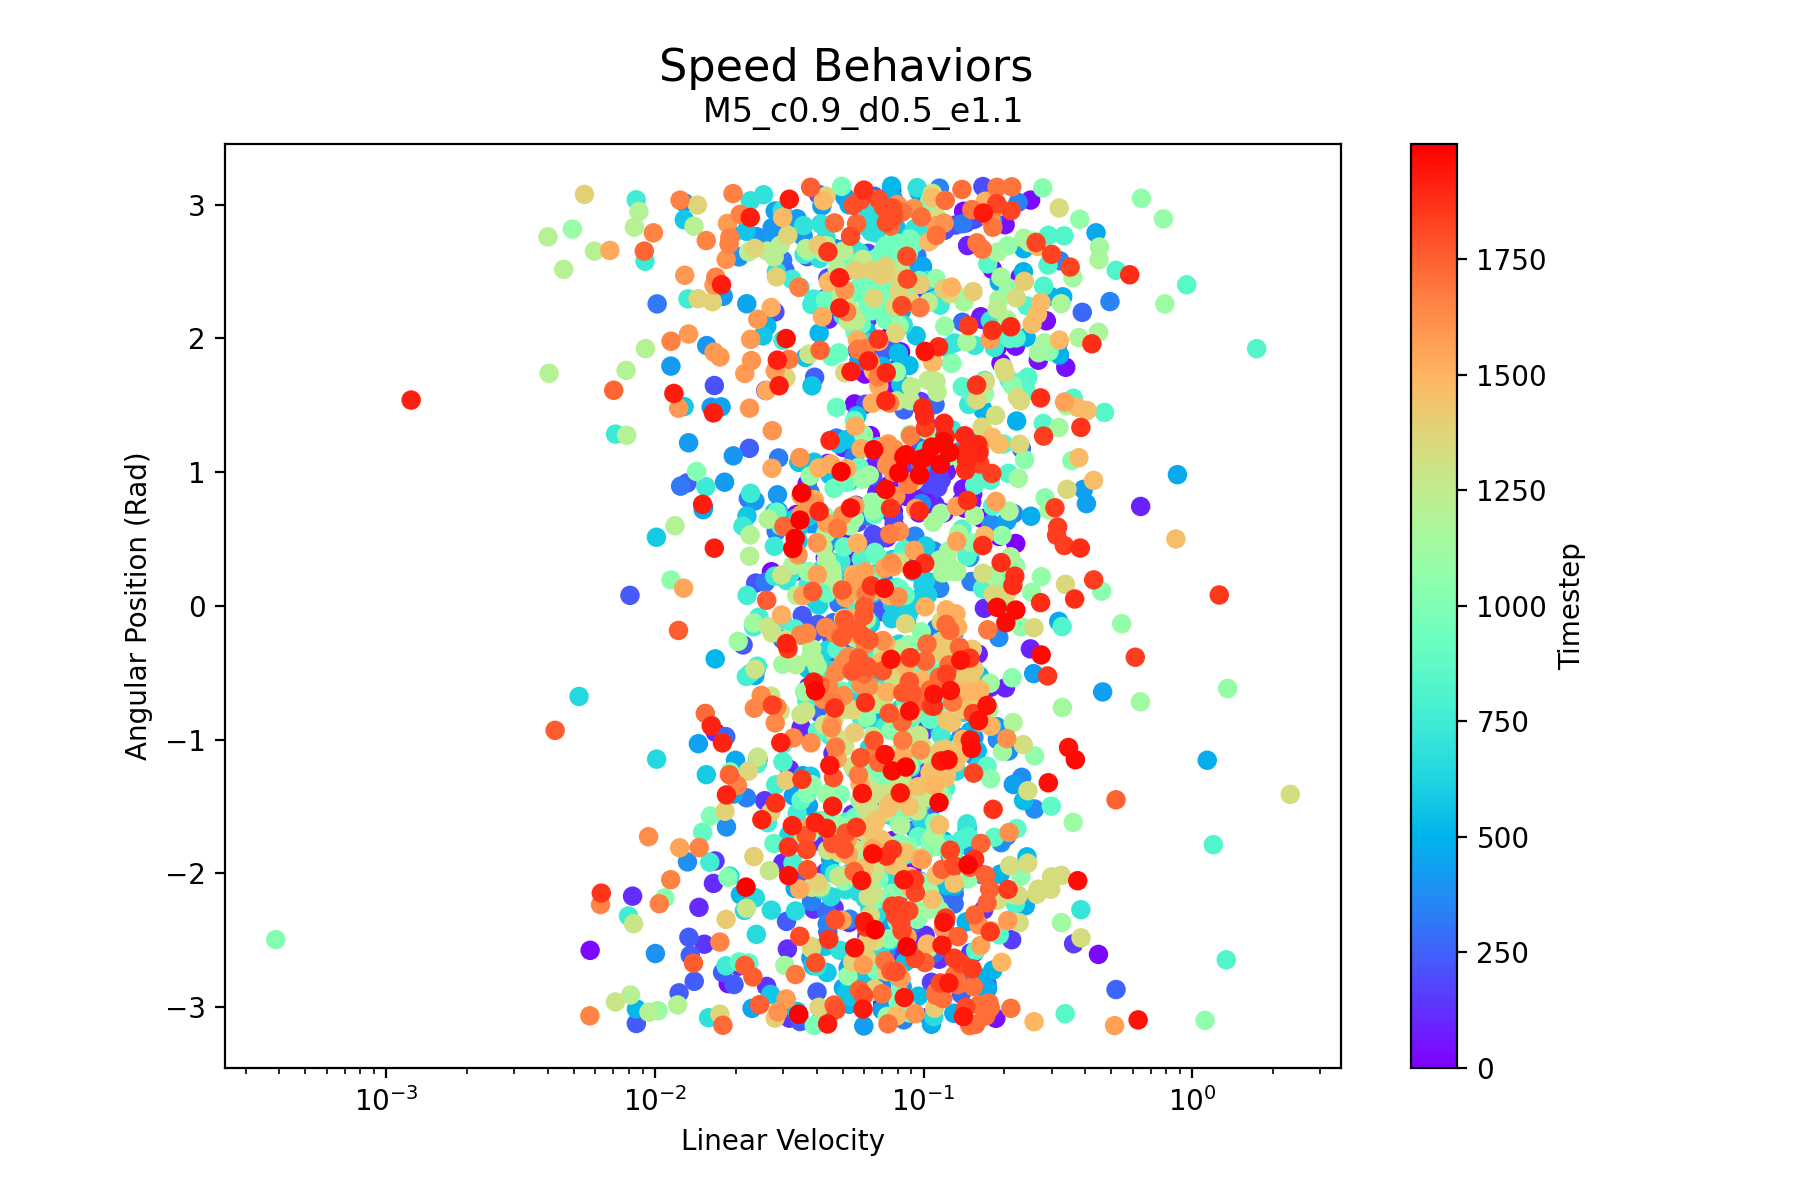 Speed Behaviors
M5_c0.9_d0.5_e1.1
Angular Position (Rad)
3
2
1
0
−1
−2
−3
10⁻³ 10⁻² 10⁻¹ 10⁰
Linear Velocity
1750
1500
1250
1000
750
500
250
0
Timestep